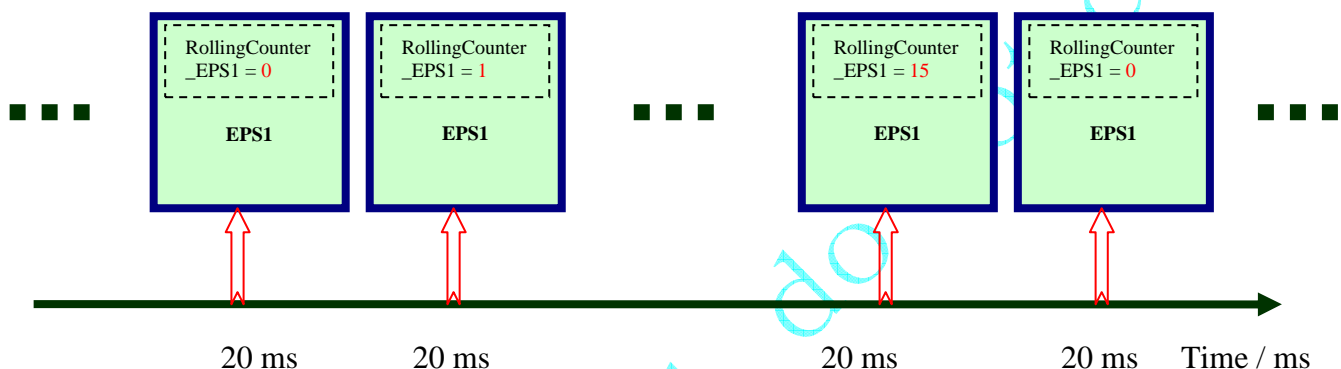 RollingCounter
_EPS1 = 0
EPS1
RollingCounter
_EPS1 = 1
EPS1
RollingCounter
_EPS1 = 15
EPS1
RollingCounter
_EPS1 = 0
EPS1
20 ms
20 ms
20 ms
20 ms
Time / ms
do